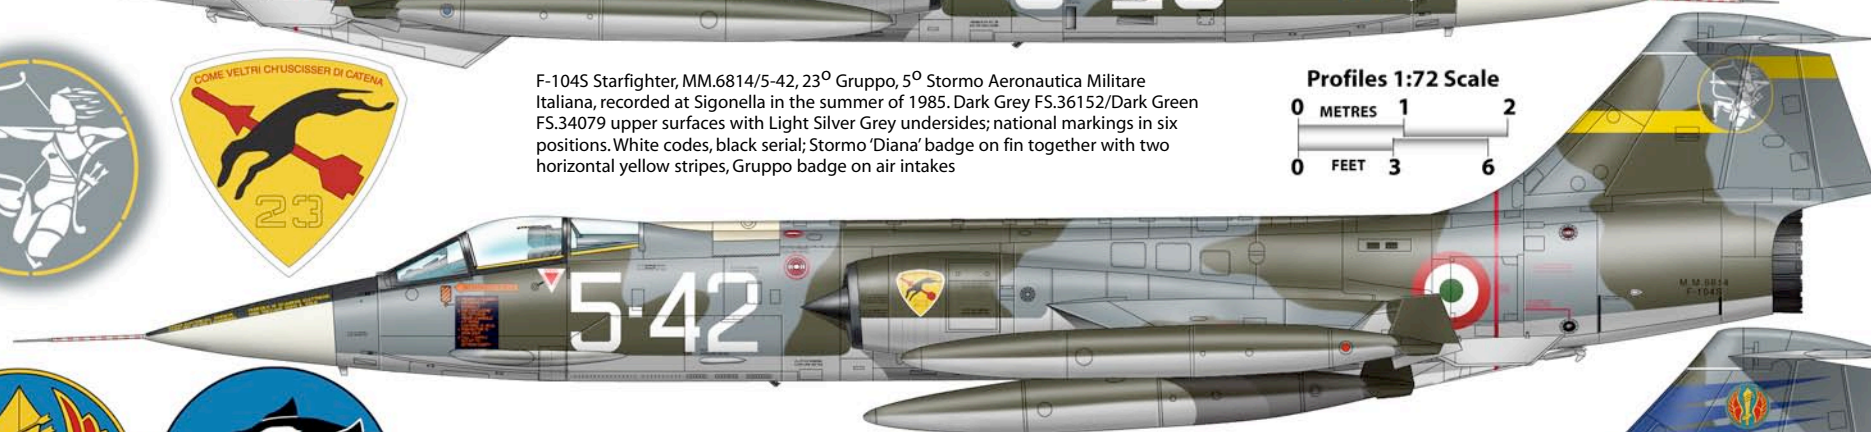 COME VELTRI CH'USCISSER DI CATENA
23
F-104S Starfighter, MM.6814/5-42, 23º Gruppo, 5º Stormo Aeronautica Militare
Italiana, recorded at Sigonella in the summer of 1985. Dark Grey FS.36152/Dark Green
FS.34079 upper surfaces with Light Silver Grey undersides; national markings in six
positions. White codes, black serial; Stormo ‘Diana’ badge on fin together with two
horizontal yellow stripes, Gruppo badge on air intakes
Profiles 1:72 Scale
0 METRES 1 2
0 FEET 3 6
5-42
M.M.6814
F-104S